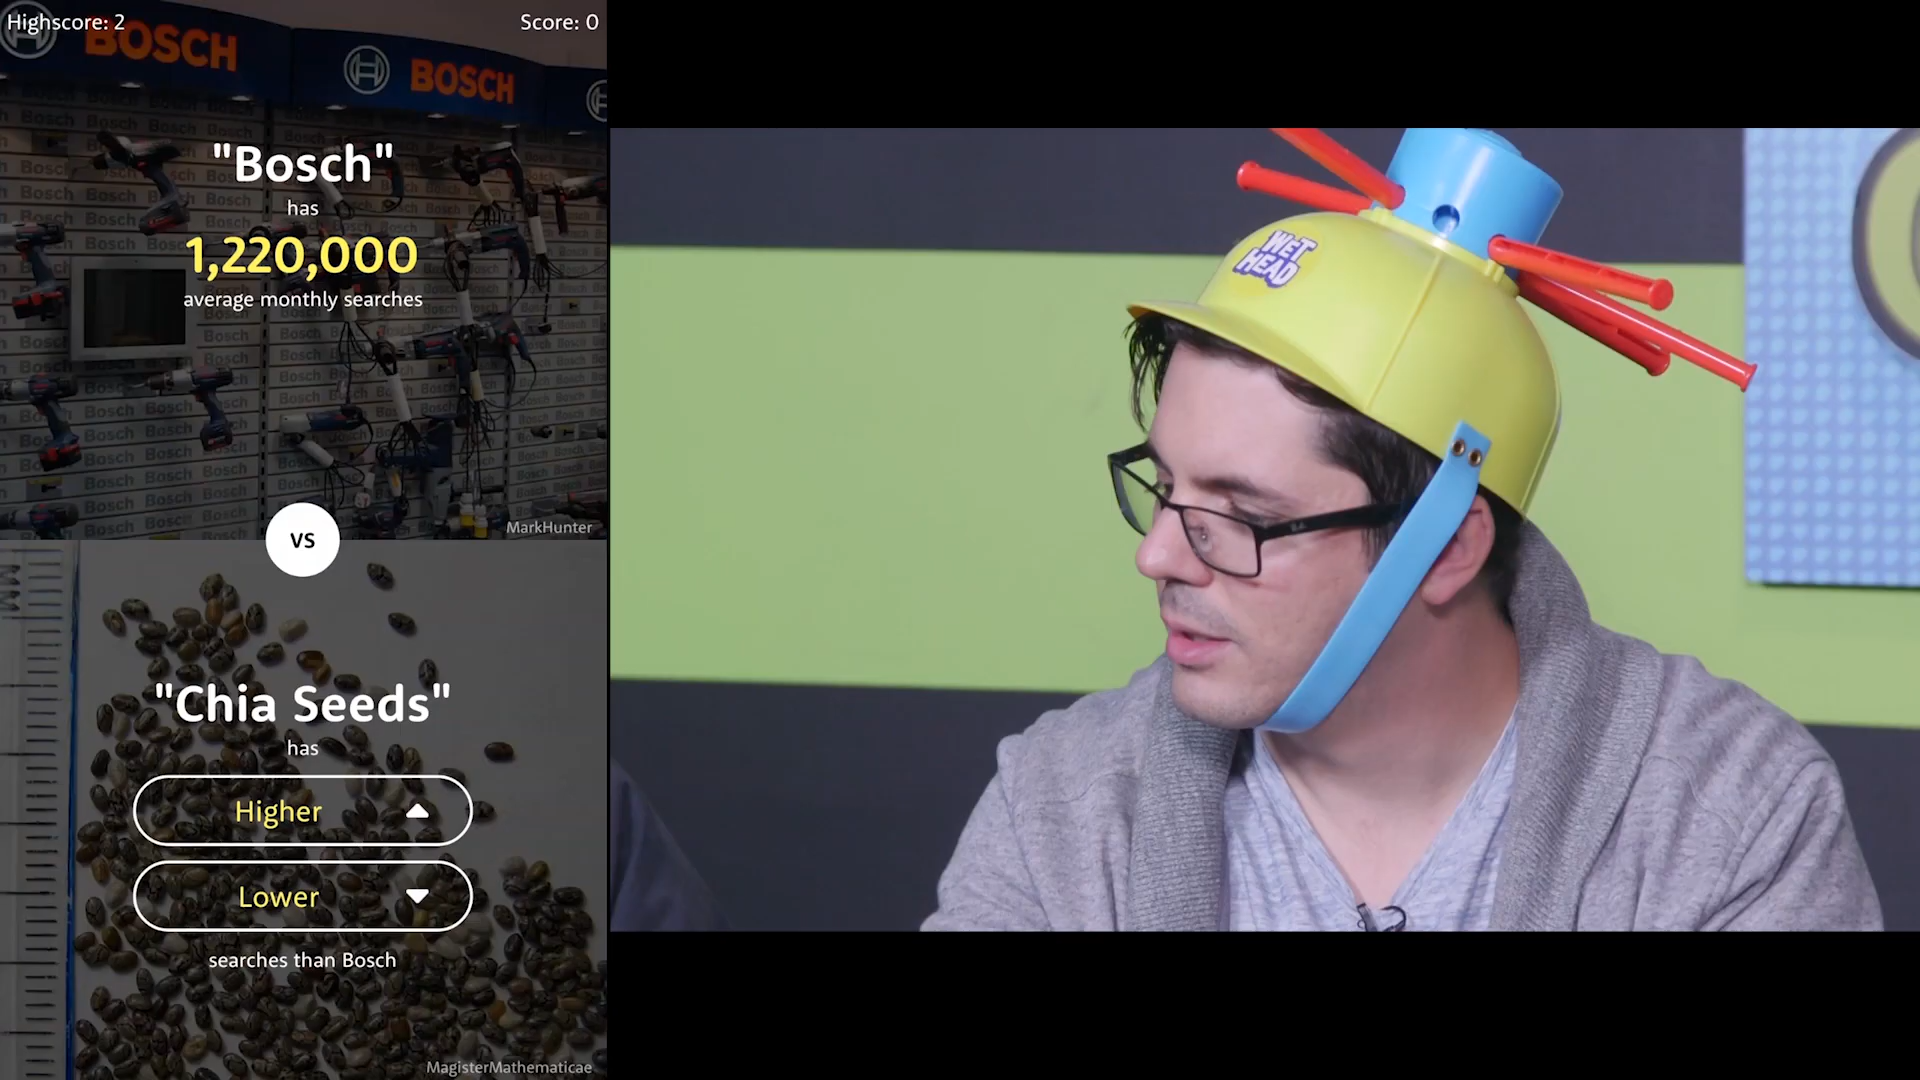 Highscore: 2
Score: 0
BOSCH
BOSCH
"Bosch"
has
1,220,000
average monthly searches
MarkHunter
VS
"Chia Seeds"
has
Higher
Lower
searches than Bosch
MagisterMathematicae
WET
HEAD